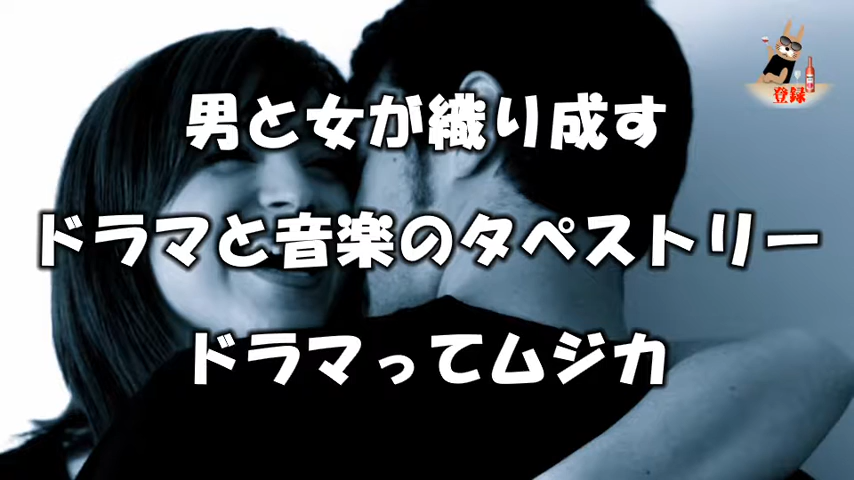 登録
男と女が織り成す
ドラマと音楽のタペストリー
ドラマってムジカ